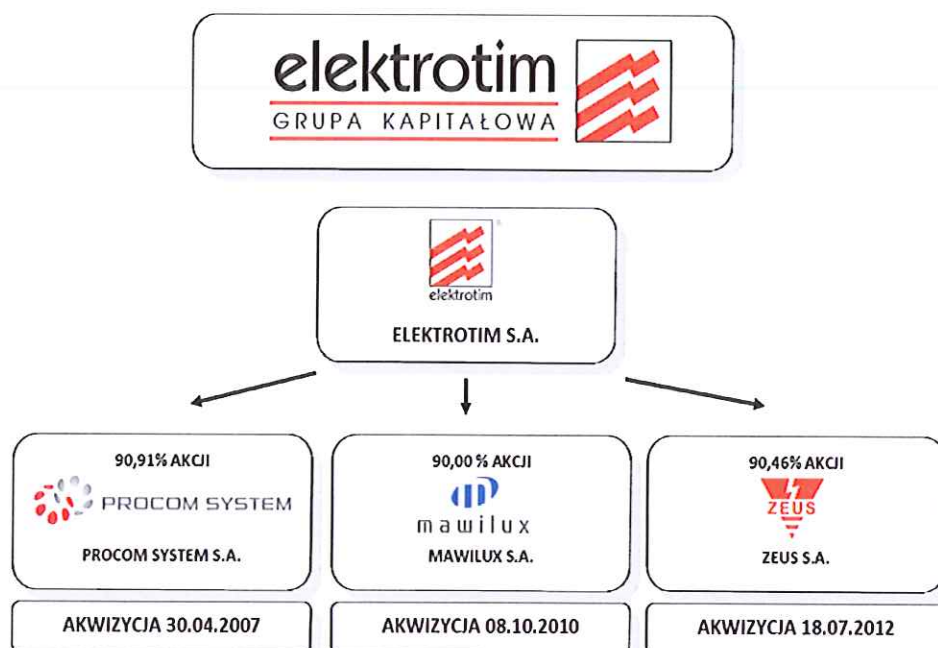 elektrotim
GRUPA KAPITAŁOWA
elektrotim
ELEKTROTIM S.A.
90,91% AKCJI
PROCOM SYSTEM
PROCOM SYSTEM S.A.
90,00 % AKCJI
mawilux
MAWILUX S.A.
90,46% AKCJI
ZEUS
ZEUS S.A.
AKWIZYCJA 30.04.2007
AKWIZYCJA 08.10.2010
AKWIZYCJA 18.07.2012